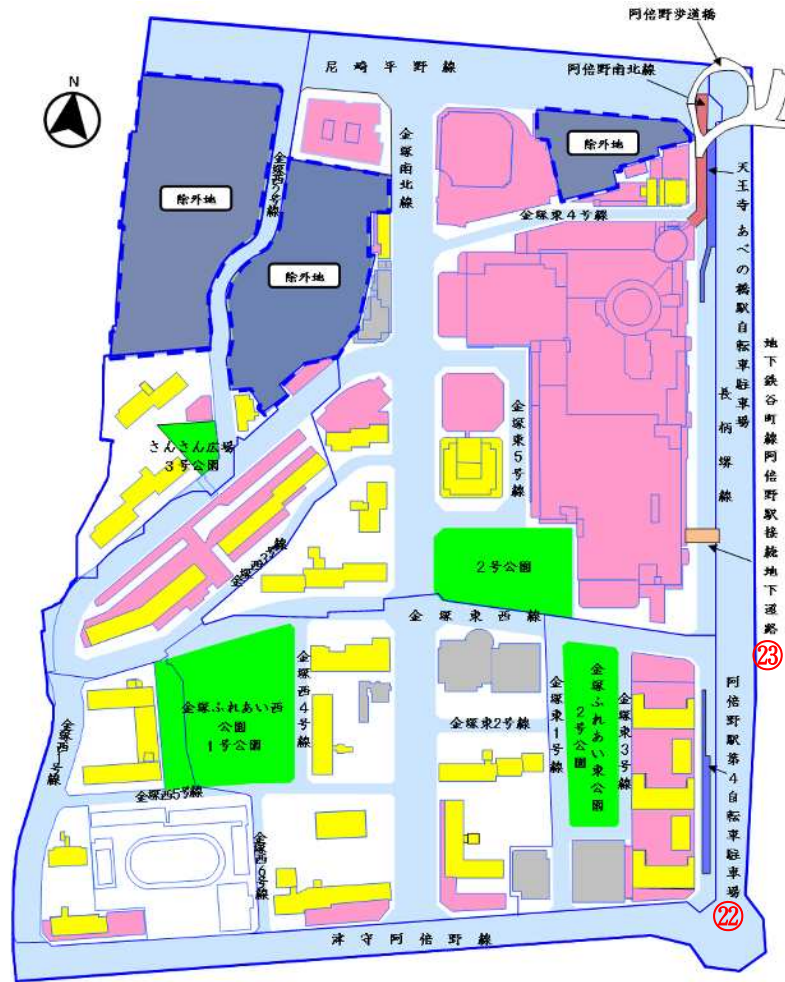 阿倍野歩道橋
尼崎平野線
阿倍野南北線
N
金塚西2号線
金塚南北線
除外地
除外地
除外地
天王寺 あべの橋駅自転車駐車場
金塚東4号線
地下鉄谷町線阿倍野駅接続地下道路
長柄堺線
金塚東5号線
さんさん広場
3号公園
金塚西3号線
2号公園
金塚東西線
㉓
金塚西1号線
金塚ふれあい西
公園
1号公園
金塚西4号線
金塚東2号線
金塚東1号線
金塚ふれあい東公園
2号公園
金塚東3号線
阿倍野駅第4自転車駐車場
金塚西5号線
金塚西6号線
㉒
津守阿倍野線